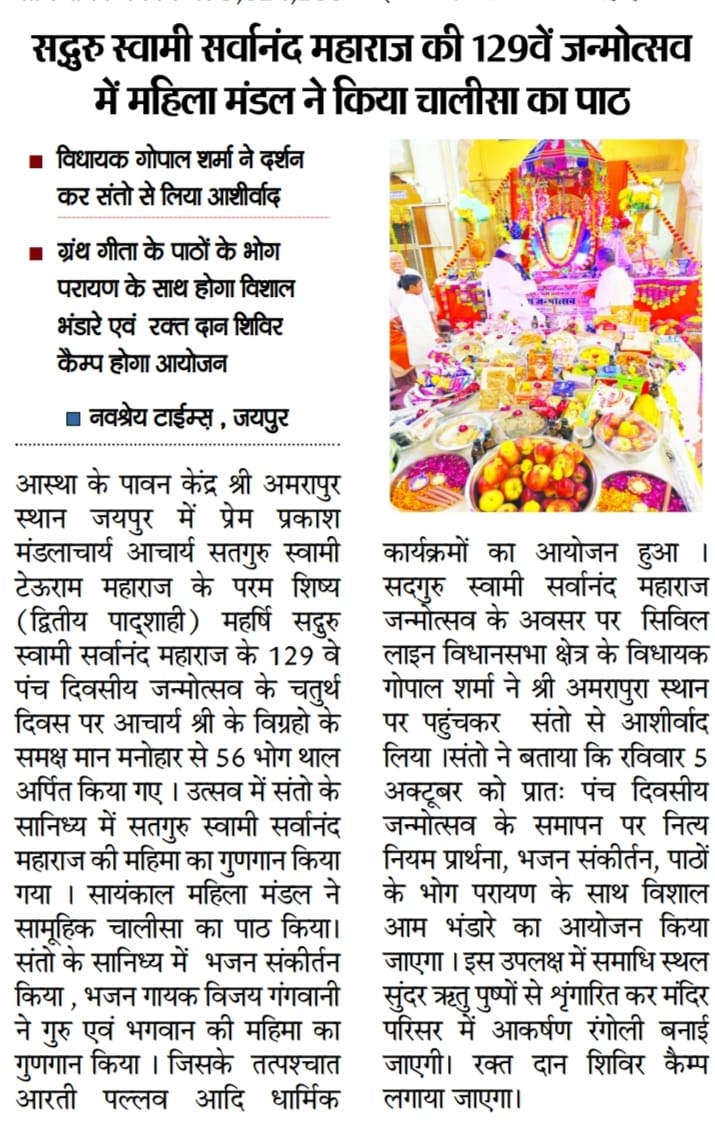 सद्गुरु स्वामी सर्वानंद महाराज की 129वें जन्मोत्सव
में महिला मंडल ने किया चालीसा का पाठ
विधायक गोपाल शर्मा ने दर्शन
कर संतो से लिया आशीर्वाद
ग्रंथ गीता के पाठों के भोग
परायण के साथ होगा विशाल
भंडारे एवं रक्त दान शिविर
कैम्प होगा आयोजन
नवश्रेय टाईम्स, जयपुर
आस्था के पावन केंद्र श्री अमरापुर
स्थान जयपुर में प्रेम प्रकाश
मंडलाचार्य आचार्य सतगुरु स्वामी
टेऊराम महाराज के परम शिष्य
(द्वितीय पाद्शाही) महर्षि सद्गुरु
स्वामी सर्वानंद महाराज के 129 वे
पंच दिवसीय जन्मोत्सव के चतुर्थ
दिवस पर आचार्य श्री के विग्रहो के
समक्ष मान मनोहार से 56 भोग थाल
अर्पित किया गए । उत्सव में संतो के
सानिध्य में सतगुरु स्वामी सर्वानंद
महाराज की महिमा का गुणगान किया
गया । सायंकाल महिला मंडल ने
सामूहिक चालीसा का पाठ किया।
संतो के सानिध्य में भजन संकीर्तन
किया , भजन गायक विजय गंगवानी
ने गुरु एवं भगवान की महिमा का
गुणगान किया । जिसके तत्पश्चात
आरती पल्लव आदि धार्मिक
जन्मोत्सव
कार्यक्रमों का आयोजन हुआ ।
सदगुरु स्वामी सर्वानंद महाराज
जन्मोत्सव के अवसर पर सिविल
लाइन विधानसभा क्षेत्र के विधायक
गोपाल शर्मा ने श्री अमरापुरा स्थान
पर पहुंचकर संतो से आशीर्वाद
लिया ।संतो ने बताया कि रविवार 5
अक्टूबर को प्रातः पंच दिवसीय
जन्मोत्सव के समापन पर नित्य
नियम प्रार्थना, भजन संकीर्तन, पाठों
के भोग परायण के साथ विशाल
आम भंडारे का आयोजन किया
जाएगा । इस उपलक्ष में समाधि स्थल
सुंदर ऋतु पुष्पों से श्रृंगारित कर मंदिर
परिसर में आकर्षण रंगोली बनाई
जाएगी। रक्त दान शिविर कैम्प
लगाया जाएगा।